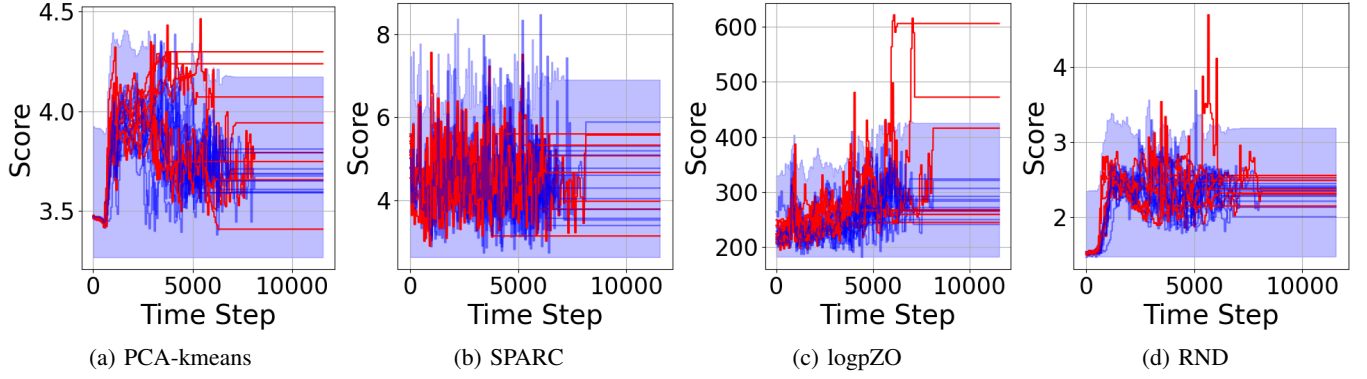 4.5
4.0
3.5
Score
0
5000
10000
Time Step
(a) PCA-kmeans
8
6
4
Score
0
5000
10000
Time Step
(b) SPARC
600
500
400
300
200
Score
0
5000
10000
Time Step
(c) logpZO
5
4
3
2
Score
0
5000
10000
Time Step
(d) RND